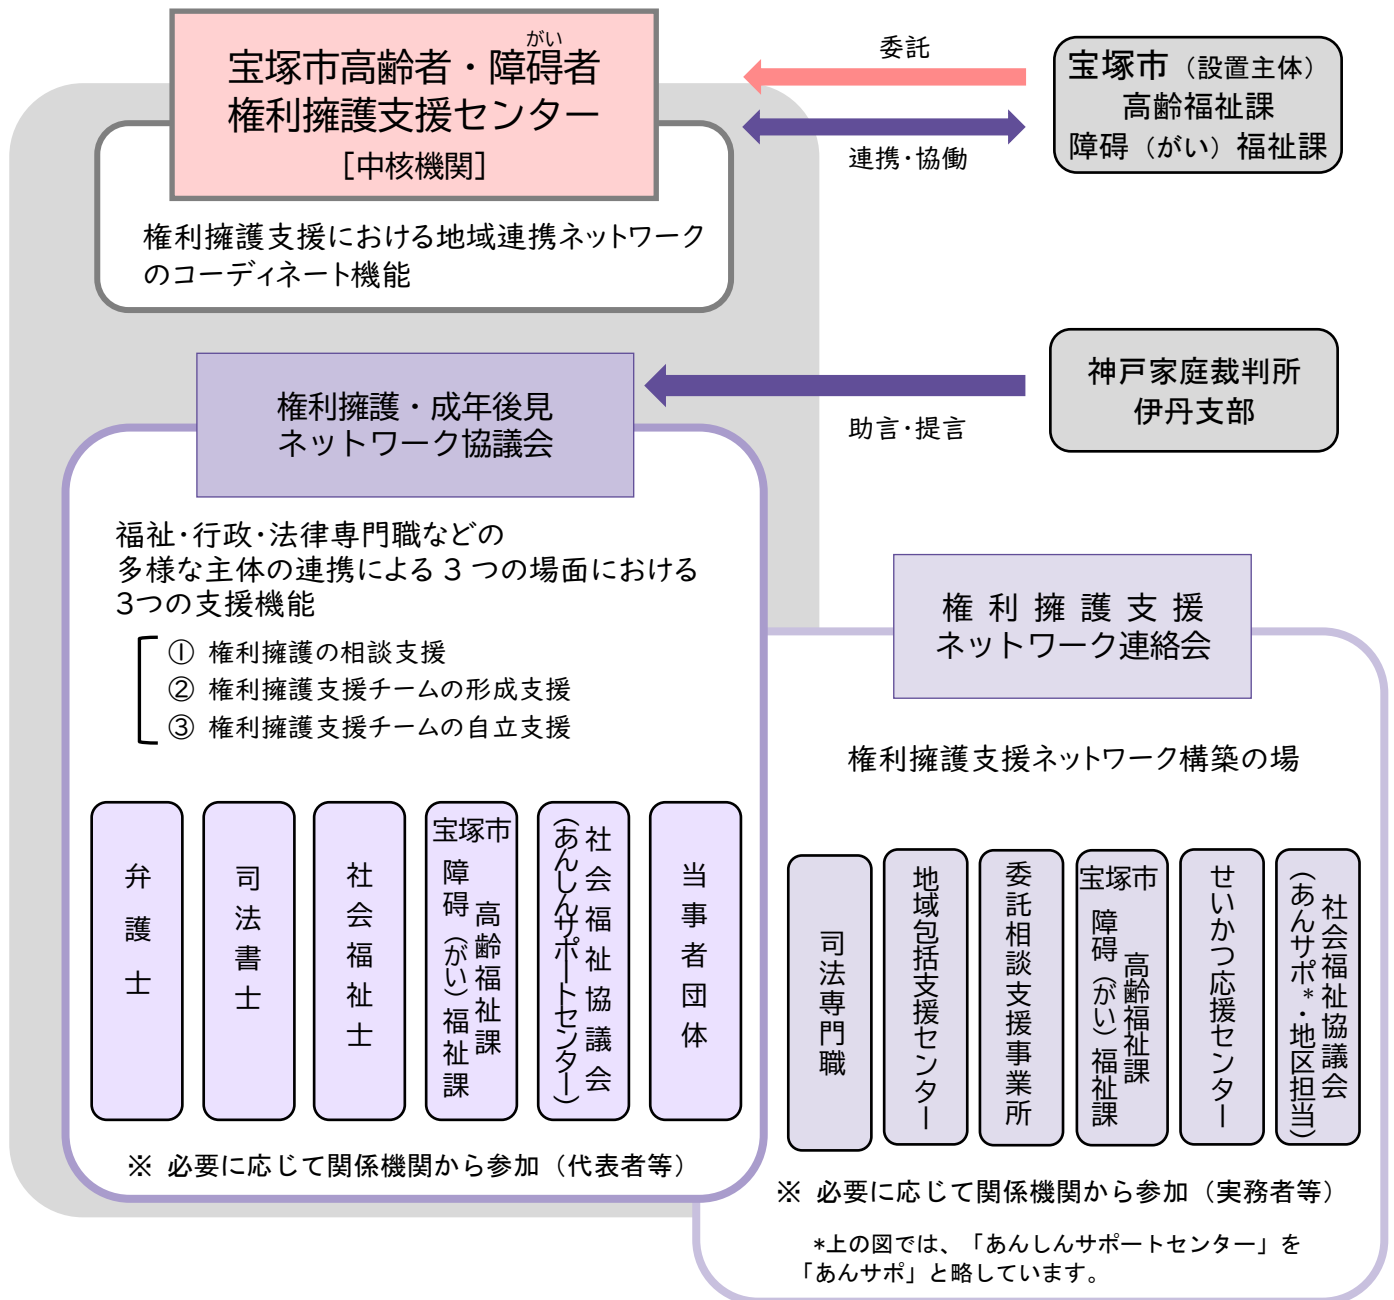 がい
宝塚市高齢者・障碍者
権利擁護支援センター
［中核機関］
権利擁護支援における地域連携ネットワーク
のコーディネート機能
委託
連携・協働
宝塚市（設置主体）
高齢福祉課
障碍（がい）福祉課
権利擁護・成年後見
ネットワーク協議会
助言・提言
神戸家庭裁判所
伊丹支部
福祉・行政・法律専門職などの
多様な主体の連携による 3 つの場面における
3つの支援機能
① 権利擁護の相談支援
② 権利擁護支援チームの形成支援
③ 権利擁護支援チームの自立支援
弁護士
司法書士
社会福祉士
宝塚市
高齢福祉課
障碍（がい）福祉課
社会福祉協議会
（あんしんサポートセンター）
当事者団体
※ 必要に応じて関係機関から参加（代表者等）
権利擁護支援
ネットワーク連絡会
権利擁護支援ネットワーク構築の場
司法専門職
地域包括支援センター
委託相談支援事業所
宝塚市
高齢福祉課
障碍（がい）福祉課
せいかつ応援センター
社会福祉協議会
（あんサポ*・地区担当）
※ 必要に応じて関係機関から参加（実務者等）
*上の図では、「あんしんサポートセンター」を
「あんサポ」と略しています。